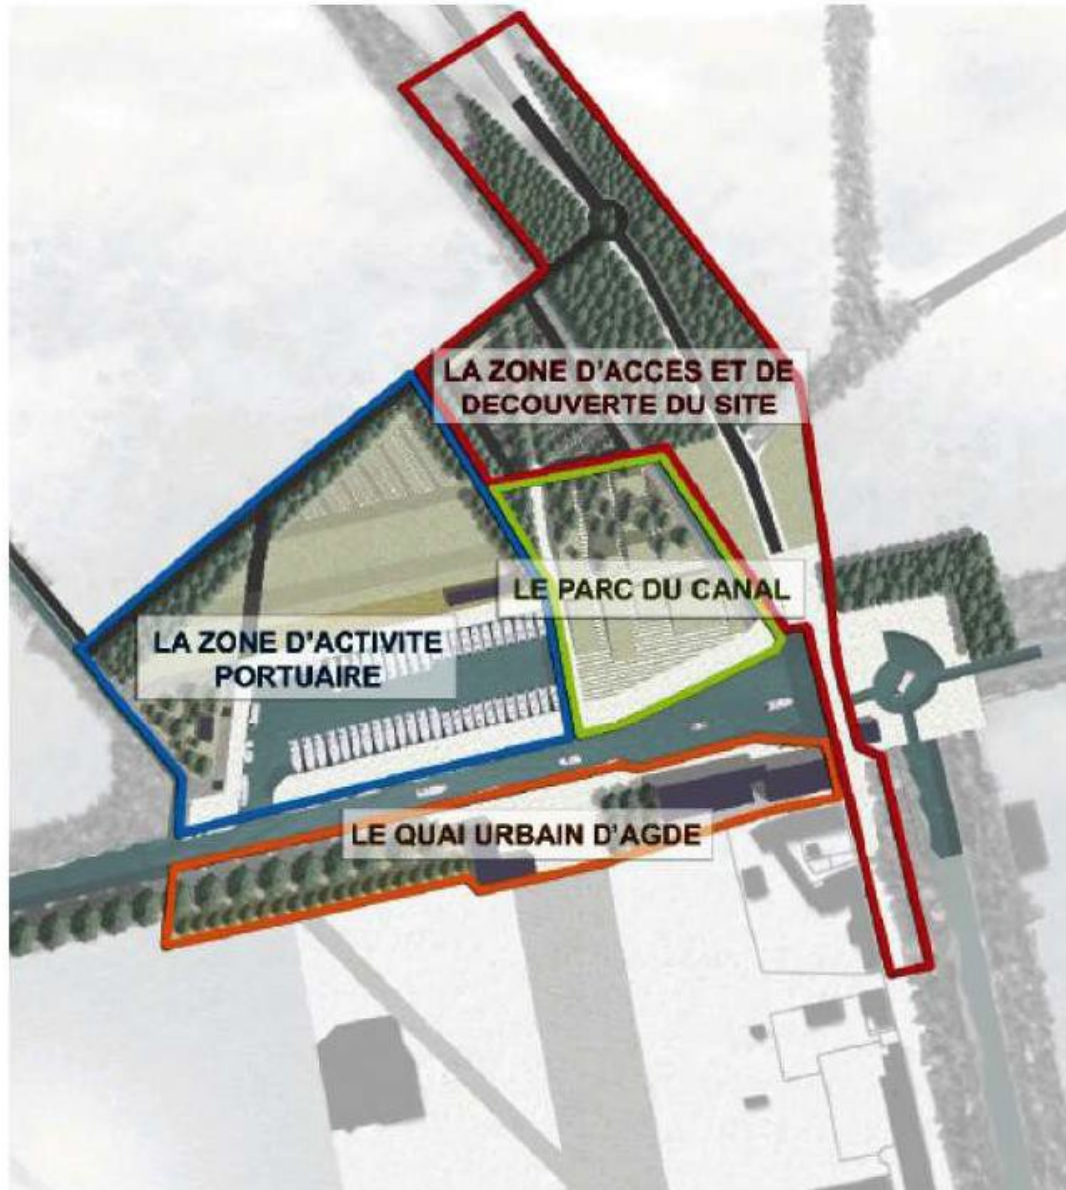 LA ZONE D'ACCES ET DE
DECOUVERTE DU SITE
LE PARC DU CANAL
LA ZONE D'ACTIVITE
PORTUAIRE
LE QUAI URBAIN D'AGDE